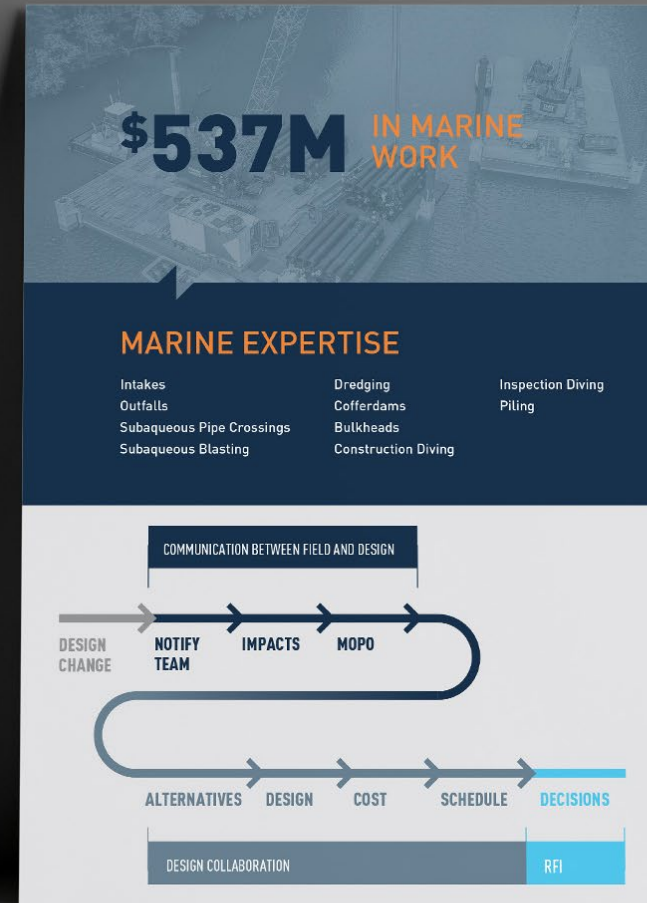 $537M
IN MARINE
WORK
MARINE EXPERTISE
Intakes
Outfalls
Subaqueous Pipe Crossings
Subaqueous Blasting
Dredging
Cofferdams
Bulkheads
Construction Diving
Inspection Diving
Piling
COMMUNICATION BETWEEN FIELD AND DESIGN
DESIGN
CHANGE
NOTIFY
TEAM
IMPACTS
MOPO
ALTERNATIVES
DESIGN
COST
SCHEDULE
DECISIONS
DESIGN COLLABORATION
RFI